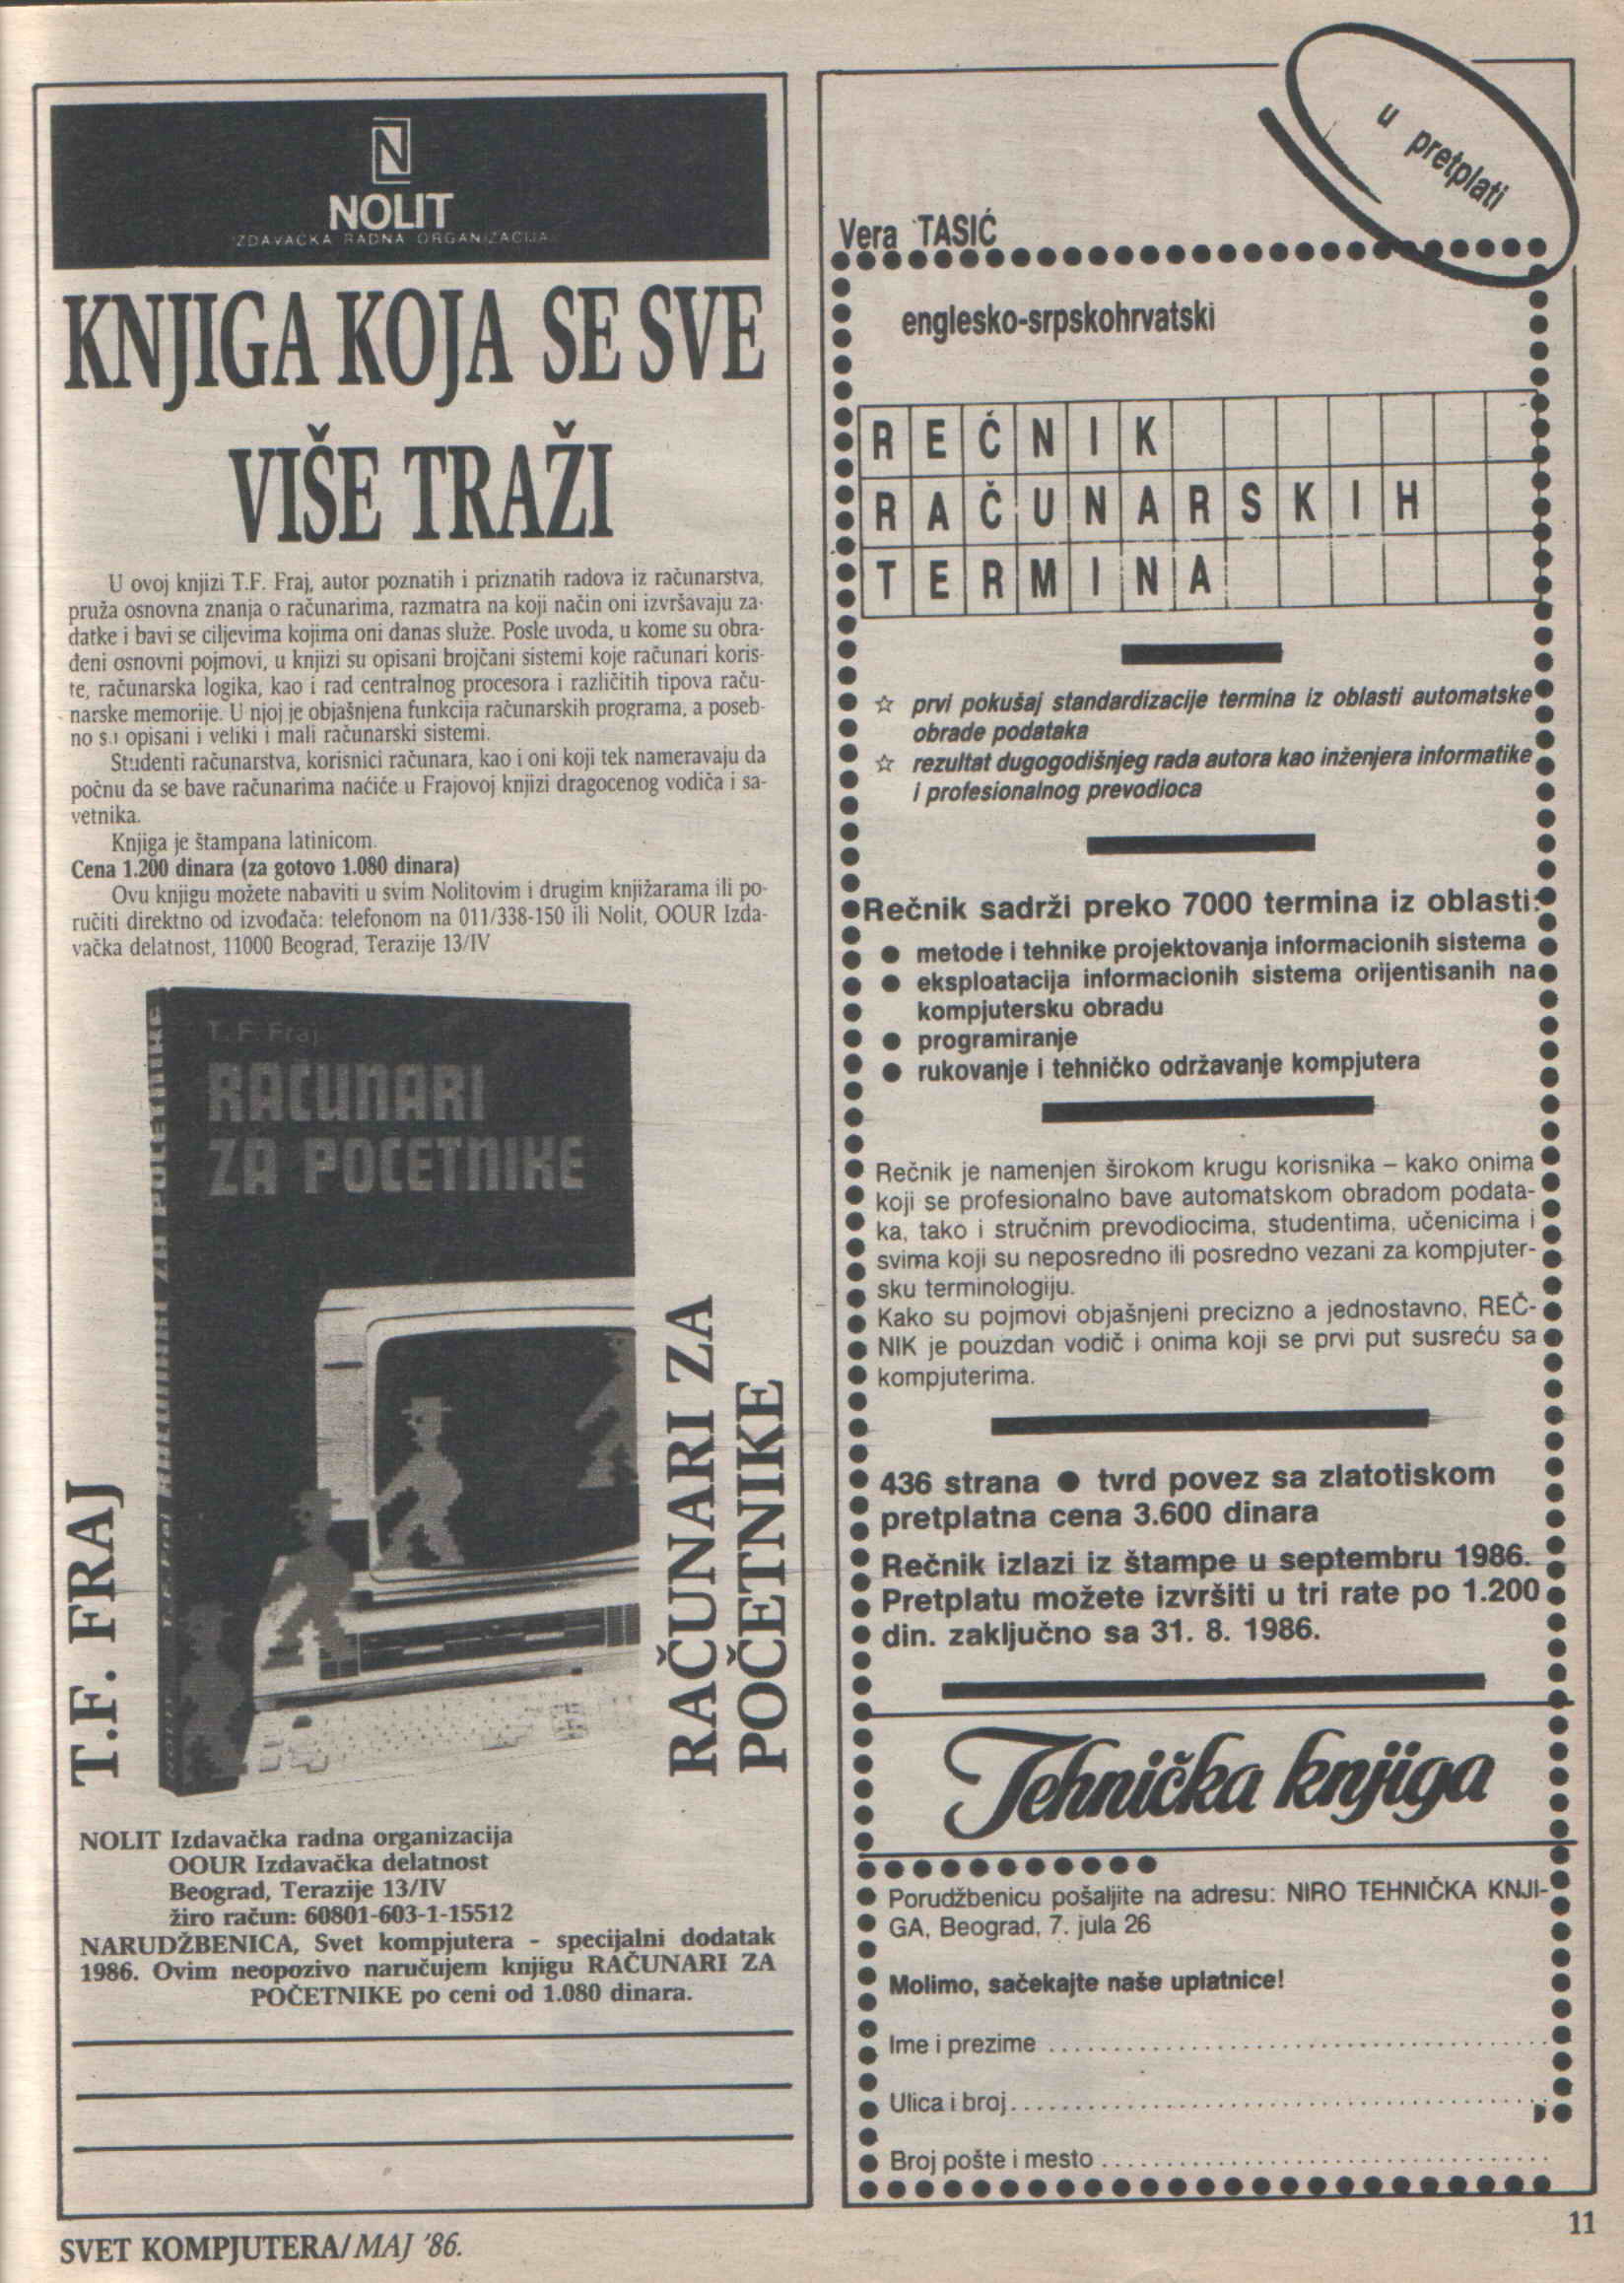 NOLIT
IZDAVAČKA RADNA ORGANIZACIJA
KNJIGA KOJA SE SVE
VIŠE TRAŽI
U ovoj knjizi T.F. Fraj, autor poznatih i priznatih radova iz računarstva,
pruža osnovna znanja o računarima, razmatra na koji način oni izvršavaju za-
datke i bavi se ciljevima kojima oni danas služe. Posle uvoda, u kome su obra-
đeni osnovni pojmovi, u knjizi su opisani brojčani sistemi koje računari koris-
te, računarska logika, kao i rad centralnog procesora i različitih tipova raču-
narske memorije. U njoj je objašnjena funkcija računarskih programa, a poseb-
no su opisani i veliki i mali računarski sistemi.
Studenti računarstva, korisnici računara, kao i oni koji tek nameravaju da
počnu da se bave računarima naćiće u Frajovoj knjizi dragocenog vodiča i sa-
vetnika.
Knjiga je štampana latinicom.
Cena 1.200 dinara (za gotovo 1.080 dinara)
Ovu knjigu možete nabaviti u svim Nolitovim i drugim knjižarama ili po-
ručiti direktno od izvođača: telefonom na 011/338-150 ili Nolit, OOUR Izda-
vačka delatnost, 11000 Beograd, Terazije 13/IV
T. F. Fraj
RAČUNARI
ZA POČETNIKE
T. F. Fraj RAČUNARI ZA POČETNIKE
NOLIT
T.F. FRAJ
RAČUNARI ZA
POČETNIKE
NOLIT Izdavačka radna organizacija
OOUR Izdavačka delatnost
Beograd, Terazije 13/IV
žiro račun: 60801-603-1-15512
NARUDŽBENICA, Svet kompjutera - specijalni dodatak
1986. Ovim neopozivo naručujem knjigu RAČUNARI ZA
POČETNIKE po ceni od 1.080 dinara.
u pretplati
Vera TASIĆ
englesko-srpskohrvatski
REĆNIK
RAČUNARSKIH
TERMINA
☆ prvi pokušaj standardizacije termina iz oblasti automatske
obrade podataka
☆ rezultat dugogodišnjeg rada autora kao inženjera informatike
i profesionalnog prevodioca
Rečnik sadrži preko 7000 termina iz oblasti:
● metode i tehnike projektovanja informacionih sistema
● eksploatacija informacionih sistema orijentisanih na
kompjutersku obradu
● programiranje
● rukovanje i tehničko održavanje kompjutera
Rečnik je namenjen širokom krugu korisnika – kako onima
koji se profesionalno bave automatskom obradom podata-
ka, tako i stručnim prevodiocima, studentima, učenicima i
svima koji su neposredno ili posredno vezani za kompjuter-
sku terminologiju.
Kako su pojmovi objašnjeni precizno a jednostavno, REČ-
NIK je pouzdan vodič i onima koji se prvi put susreću sa
kompjuterima.
436 strana ● tvrd povez sa zlatotiskom
pretplatna cena 3.600 dinara
Rečnik izlazi iz štampe u septembru 1986.
Pretplatu možete izvršiti u tri rate po 1.200
din. zaključno sa 31. 8. 1986.
Tehnička knjiga
Porudžbenicu pošaljite na adresu: NIRO TEHNIČKA KNJI-
GA, Beograd, 7. jula 26
Molimo, sačekajte naše uplatnice!
Ime i prezime
Ulica i broj
Broj pošte i mesto
SVET KOMPJUTERA/MAJ '86.
11